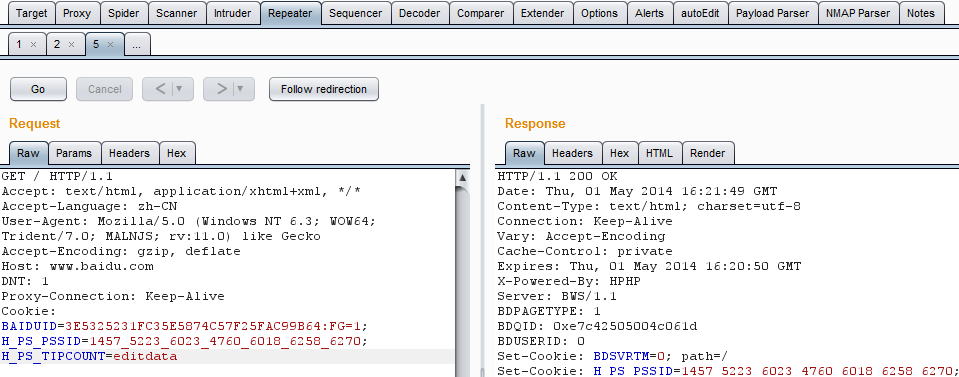 Target Proxy Spider Scanner Intruder Repeater Sequencer Decoder Comparer Extender Options Alerts autoEdit Payload Parser NMAP Parser Notes
1 × 2 × 5 × ...
Go Cancel < | ▼ > | ▼ Follow redirection
Request
Raw Params Headers Hex
GET / HTTP/1.1
Accept: text/html, application/xhtml+xml, */*
Accept-Language: zh-CN
User-Agent: Mozilla/5.0 (Windows NT 6.3; WOW64;
Trident/7.0; MALNJS; rv:11.0) like Gecko
Accept-Encoding: gzip, deflate
Host: www.baidu.com
DNT: 1
Proxy-Connection: Keep-Alive
Cookie:
BAIDUID=3E5325231FC35E5874C57F25FAC99B64:FG=1;
H_PS_PSSID=1457_5223_6023_4760_6018_6258_6270;
H_PS_TIPCOUNT=editdata
Response
Raw Headers Hex HTML Render
HTTP/1.1 200 OK
Date: Thu, 01 May 2014 16:21:49 GMT
Content-Type: text/html; charset=utf-8
Connection: Keep-Alive
Vary: Accept-Encoding
Cache-Control: private
Expires: Thu, 01 May 2014 16:20:50 GMT
X-Powered-By: HPHP
Server: BWS/1.1
BDPAGETYPE: 1
BDQID: 0xe7c42505004c061d
BDUSERID: 0
Set-Cookie: BDSVRTM=0; path=/
Set-Cookie: H_PS_PSSID=1457_5223_6023_4760_6018_6258_6270;